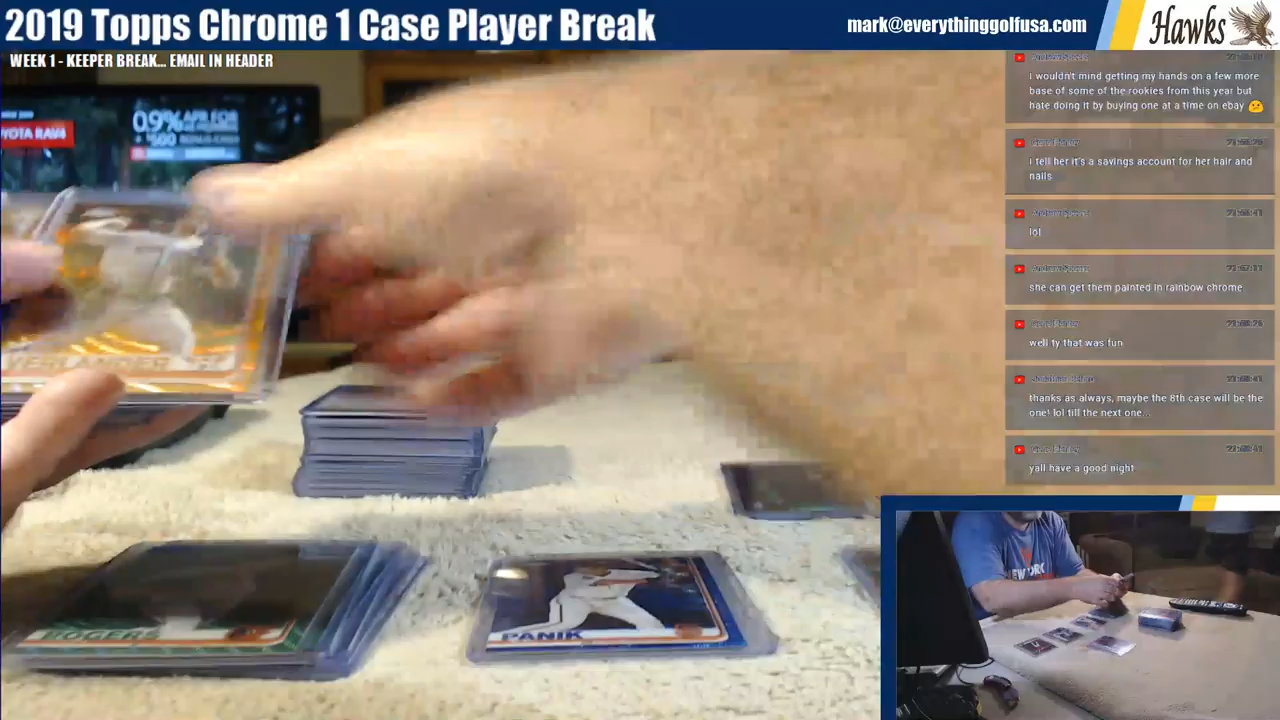 2019 Topps Chrome 1 Case Player Break
mark@everythinggolfusa.com
Hawks
WEEK 1 - KEEPER BREAK... EMAIL IN HEADER
0.9% APR FOR
RAV4
i wouldn't mind getting my hands on a few more
base of some of the rookies from this year but
hate doing it by buying one at a time on ebay
i tell her it's a savings account for her hair and
nails
lol
she can get them painted in rainbow chrome
well ty that was fun
thanks as always, maybe the 8th case will be the
one! lol till the next one...
yall have a good night
VERLANDER
ROGERS
PANIK